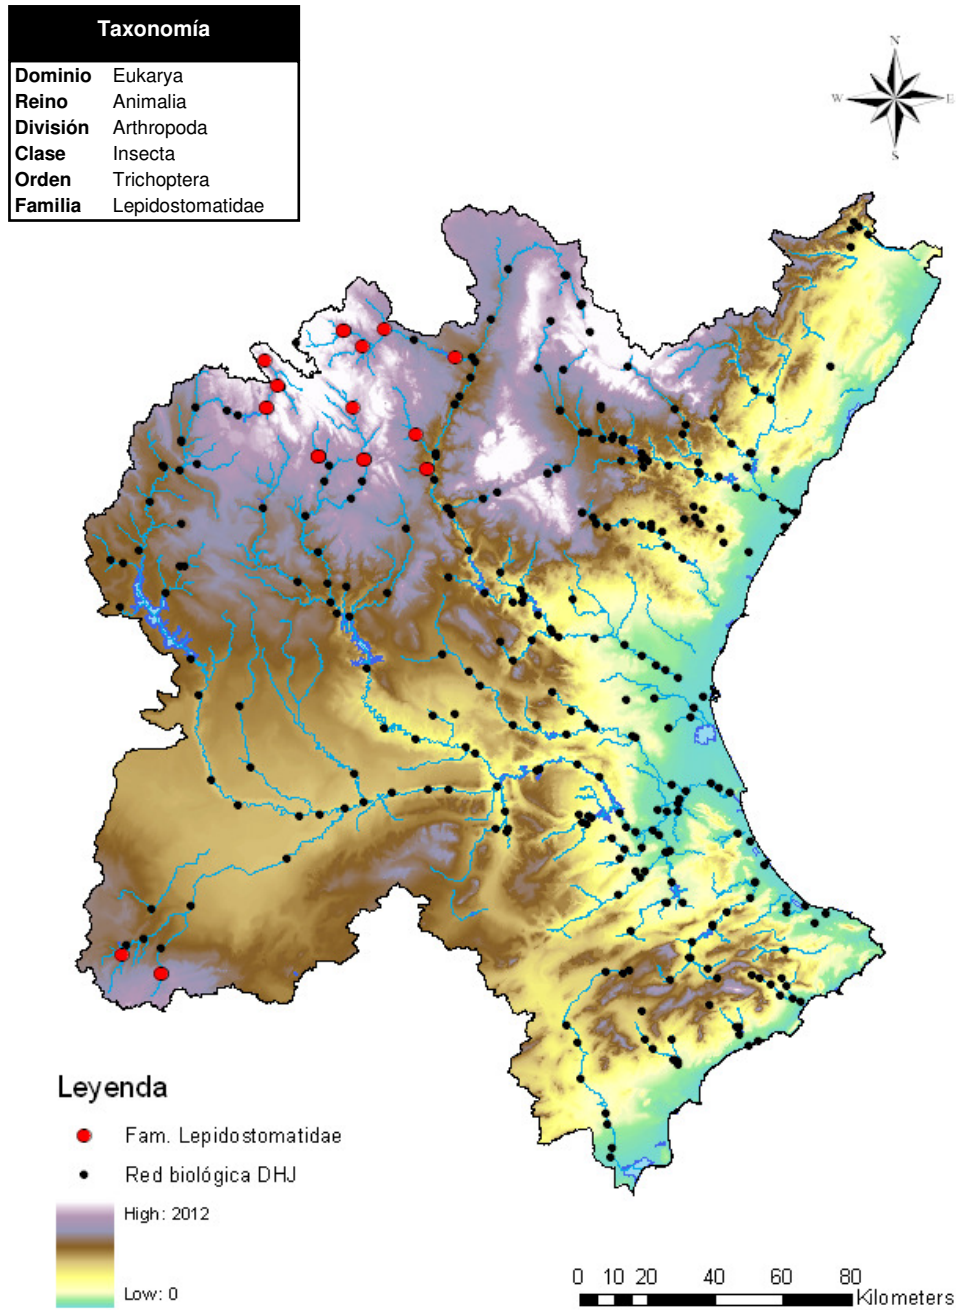 Taxonomía
Dominio Eukarya
Reino Animalia
División Arthropoda
Clase Insecta
Orden Trichoptera
Familia Lepidostomatidae
N
W E
S
Leyenda
Fam. Lepidostomatidae
Red biológica DHJ
High: 2012
Low: 0
0 10 20 40 60 80
Kilometers